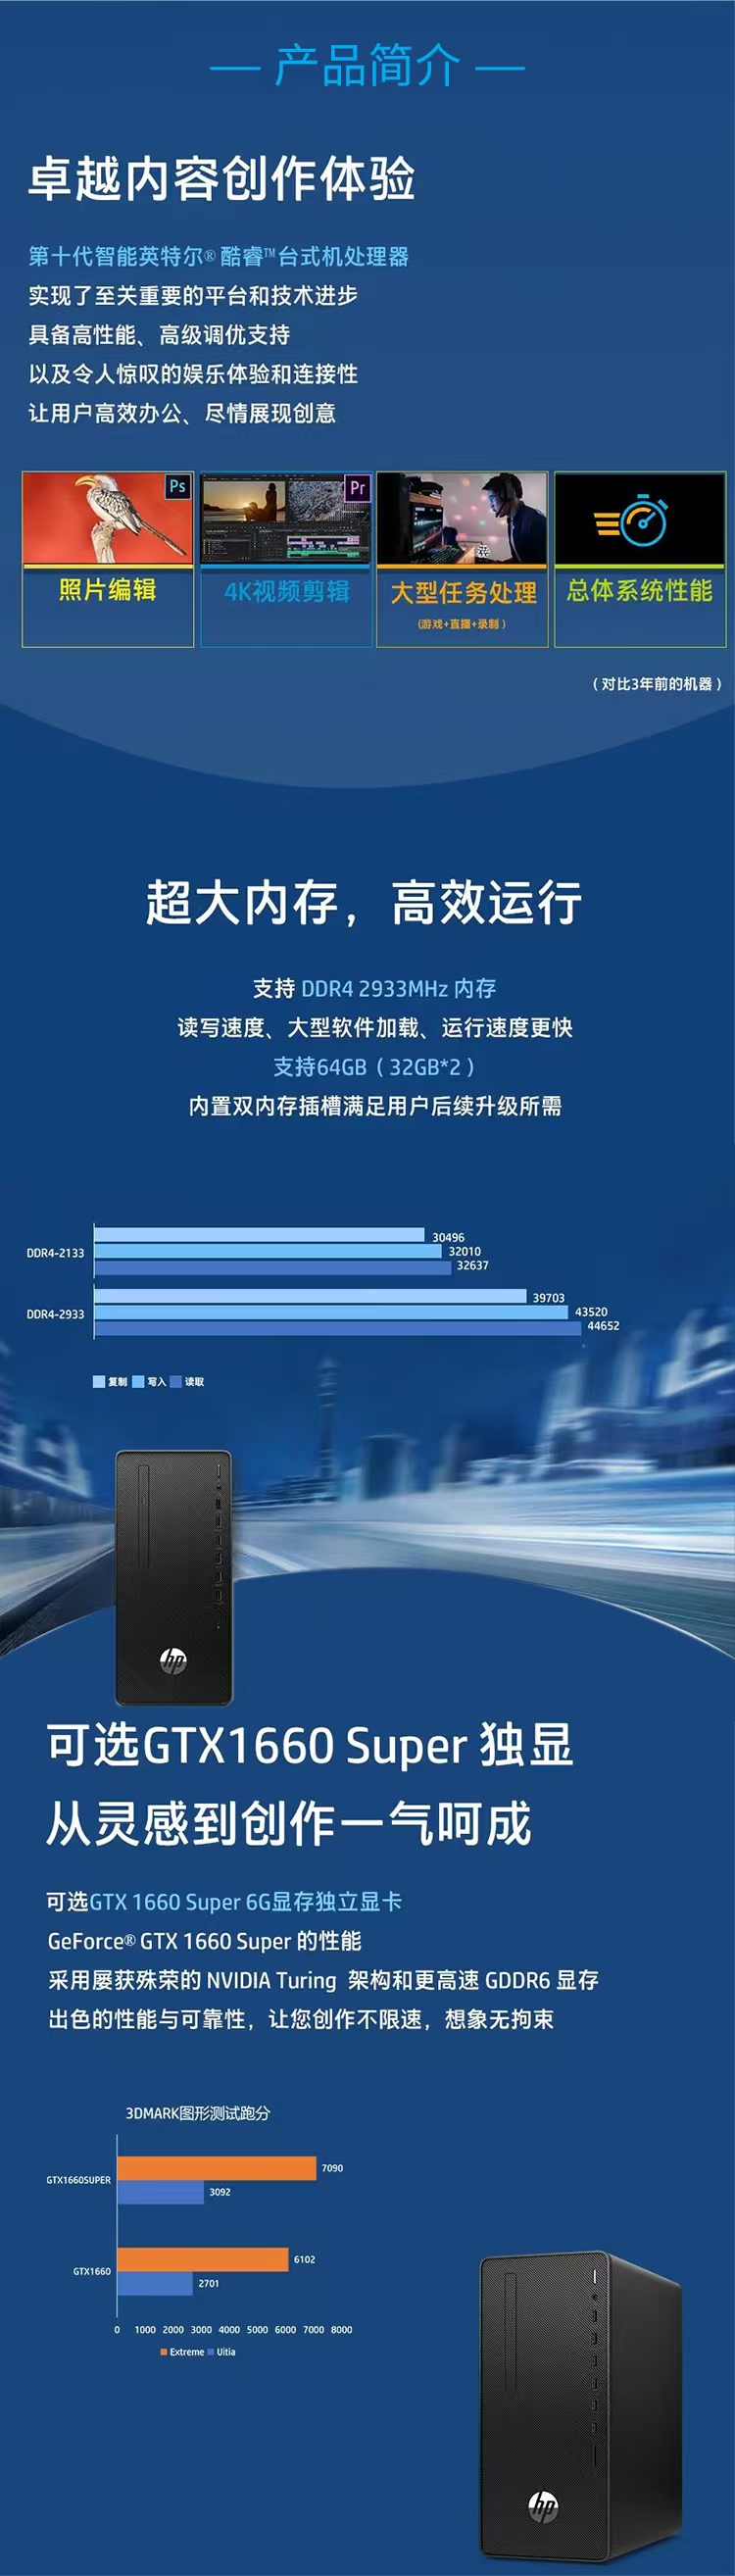 — 产品简介 —
卓越内容创作体验
第十代智能英特尔® 酷睿™台式机处理器
实现了至关重要的平台和技术进步
具备高性能、高级调优支持
以及令人惊叹的娱乐体验和连接性
让用户高效办公、尽情展现创意
Ps
Pr
照片编辑
4K视频剪辑
大型任务处理
总体系统性能
(游戏+直播+录制 )
( 对比3年前的机器 )
超大内存，高效运行
支持 DDR4 2933MHz 内存
读写速度、大型软件加载、运行速度更快
支持64GB ( 32GB*2 )
内置双内存插槽满足用户后续升级所需
DDR4-2133
30496
32010
32637
DDR4-2933
39703
43520
44652
复制 写入 读取
hp
可选GTX1660 Super 独显
从灵感到创作一气呵成
可选GTX 1660 Super 6G显存独立显卡
GeForce® GTX 1660 Super 的性能
采用屡获殊荣的 NVIDIA Turing 架构和更高速 GDDR6 显存
出色的性能与可靠性，让您创作不限速，想象无拘束
3DMARK图形测试跑分
GTX1660SUPER
7090
3092
GTX1660
6102
2701
0 1000 2000 3000 4000 5000 6000 7000 8000
Extreme Uitia
hp